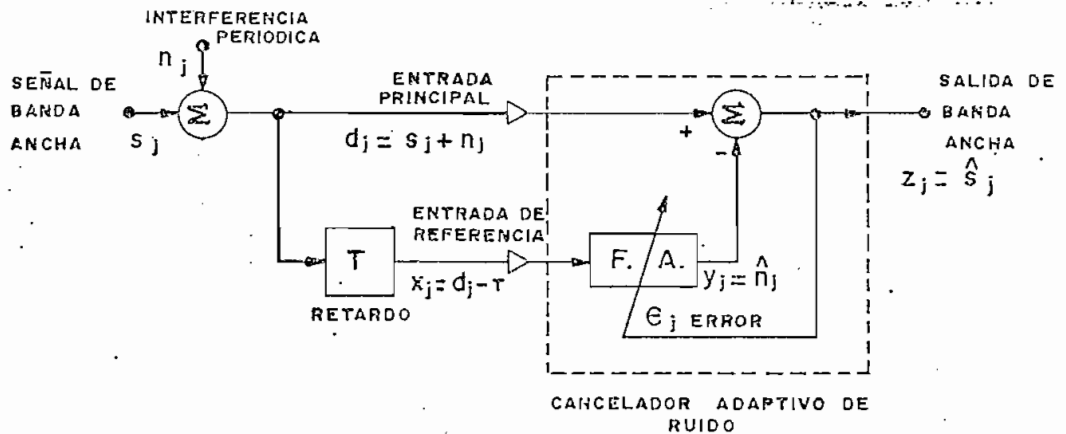 INTERFERENCIA
PERIODICA
n j
SEÑAL DE
BANDA
ANCHA
s j
Σ
ENTRADA
PRINCIPAL
d j = s j + n j
+
-
Σ
SALIDA DE
BANDA
ANCHA
z j = ŝ j
T
RETARDO
ENTRADA DE
REFERENCIA
x j = d j - τ
F. A.
y j = n̂ j
ϵ j ERROR
CANCELADOR ADAPTIVO DE
RUIDO